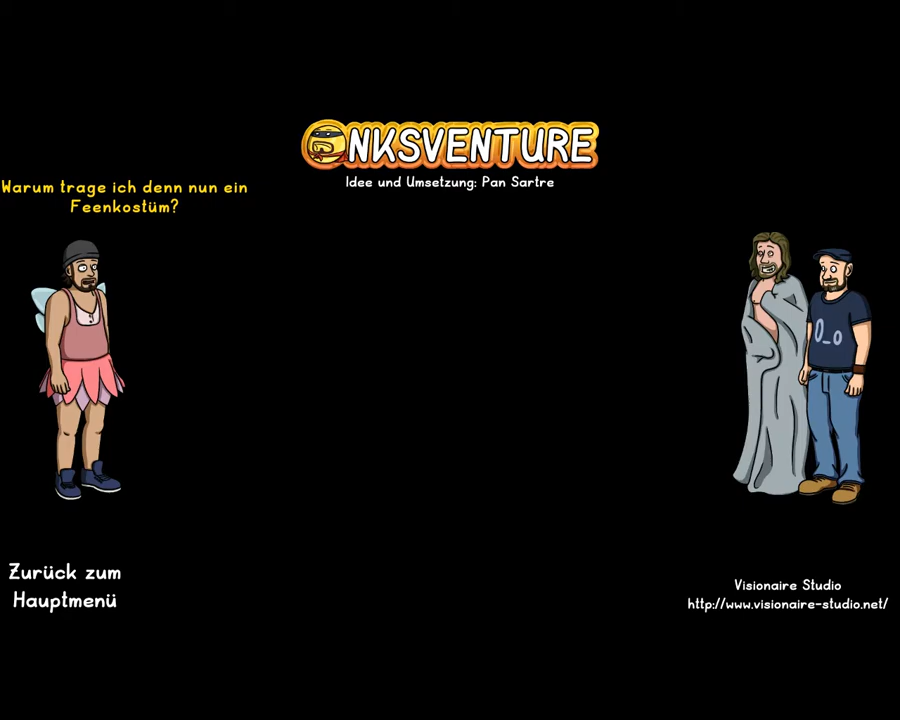 ONKSVENTURE
Idee und Umsetzung: Pan Sartre
Warum trage ich denn nun ein
Feenkostüm?
0_o
Zurück zum
Hauptmenü
Visionaire Studio
http://www.visionaire-studio.net/